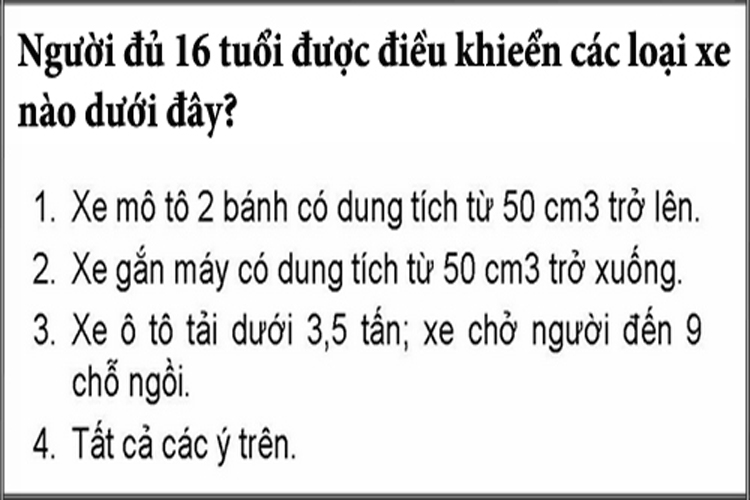 Người đủ 16 tuổi được điều khieển các loại xe
nào dưới đây?
1. Xe mô tô 2 bánh có dung tích từ 50 cm3 trở lên.
2. Xe gắn máy có dung tích từ 50 cm3 trở xuống.
3. Xe ô tô tải dưới 3,5 tấn; xe chở người đến 9
chỗ ngồi.
4. Tất cả các ý trên.